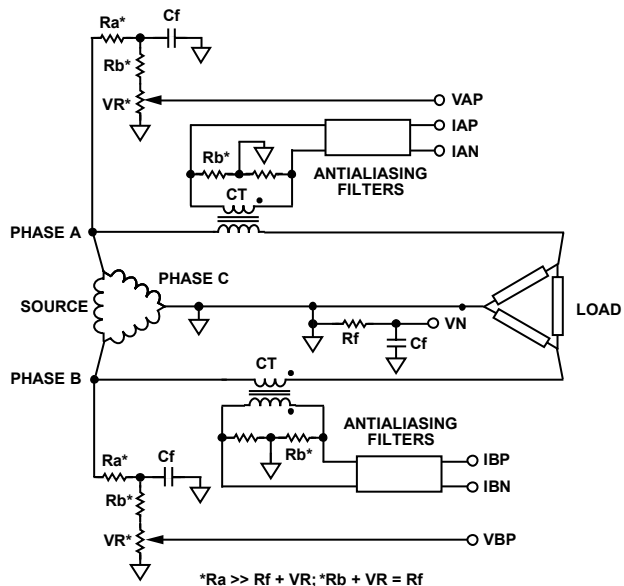 Ra*
Cf
Rb*
VR*
VAP
IAP
IAN
Rb*
ANTIALIASING
FILTERS
CT
PHASE A
PHASE C
SOURCE
LOAD
VN
Rf
Cf
PHASE B
CT
ANTIALIASING
FILTERS
Ra*
Cf
Rb*
IBP
IBN
Rb*
VR*
VBP
*Ra >> Rf + VR; *Rb + VR = Rf